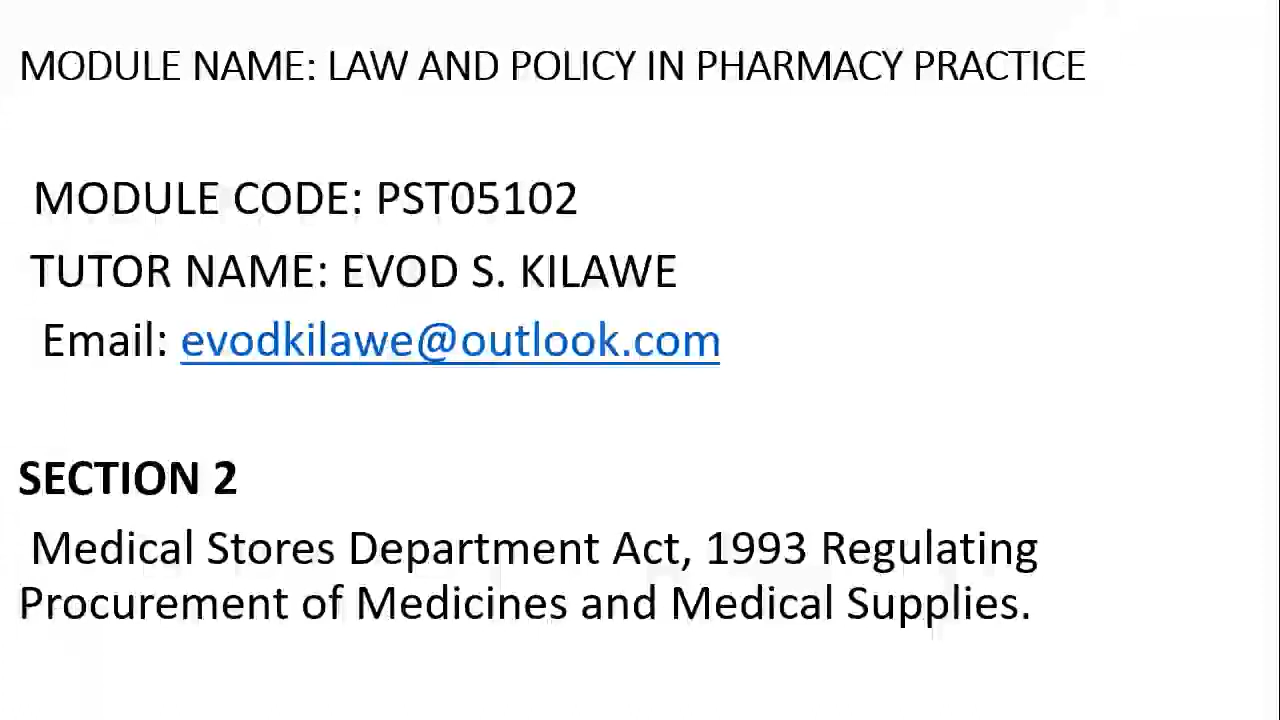 MODULE NAME: LAW AND POLICY IN PHARMACY PRACTICE
MODULE CODE: PST05102
TUTOR NAME: EVOD S. KILAWE
Email: evodkilawe@outlook.com
SECTION 2
Medical Stores Department Act, 1993 Regulating
Procurement of Medicines and Medical Supplies.